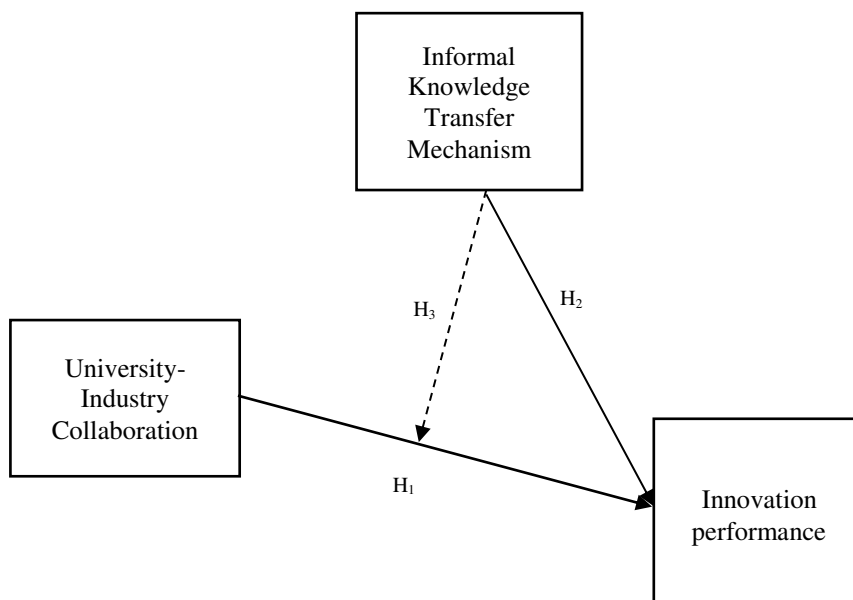 Informal
Knowledge
Transfer
Mechanism
H₃
H₂
University-
Industry
Collaboration
H₁
Innovation
performance